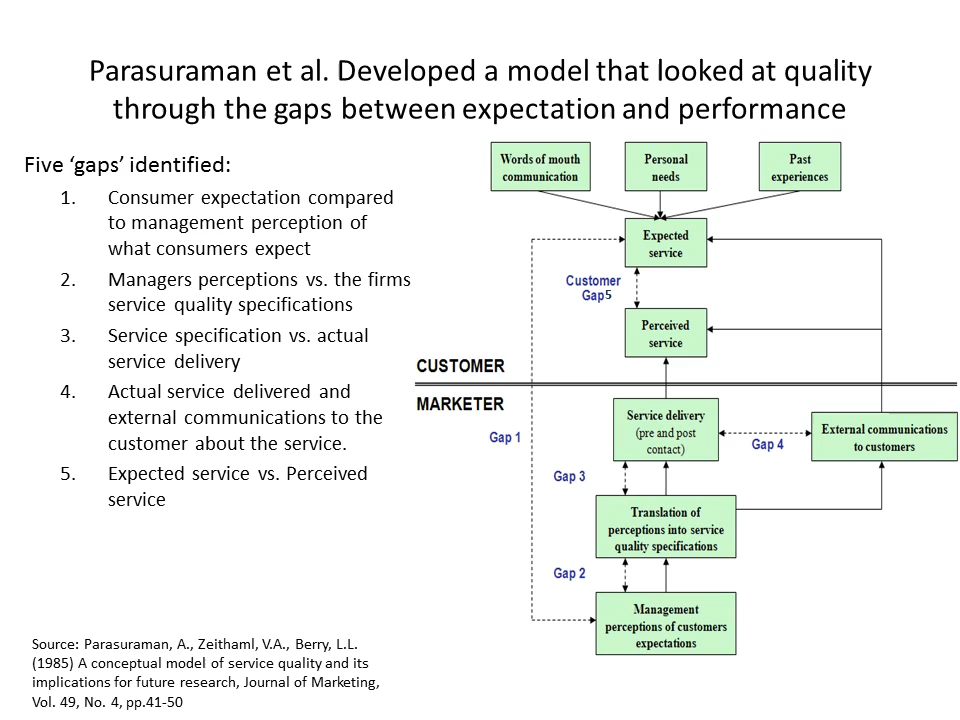 Parasuraman et al. Developed a model that looked at quality
through the gaps between expectation and performance
Five ‘gaps’ identified:
1. Consumer expectation compared
to management perception of
what consumers expect
2. Managers perceptions vs. the firms
service quality specifications
3. Service specification vs. actual
service delivery
4. Actual service delivered and
external communications to the
customer about the service.
5. Expected service vs. Perceived
service
Source: Parasuraman, A., Zeithaml, V.A., Berry, L.L.
(1985) A conceptual model of service quality and its
implications for future research, Journal of Marketing,
Vol. 49, No. 4, pp.41-50
Words of mouth
communication
Personal
needs
Past
experiences
Expected
service
Customer
Gap5
Perceived
service
CUSTOMER
MARKETER
Gap 1
Service delivery
(pre and post
contact)
Gap 4
External communications
to customers
Gap 3
Translation of
perceptions into service
quality specifications
Gap 2
Management
perceptions of customers
expectations